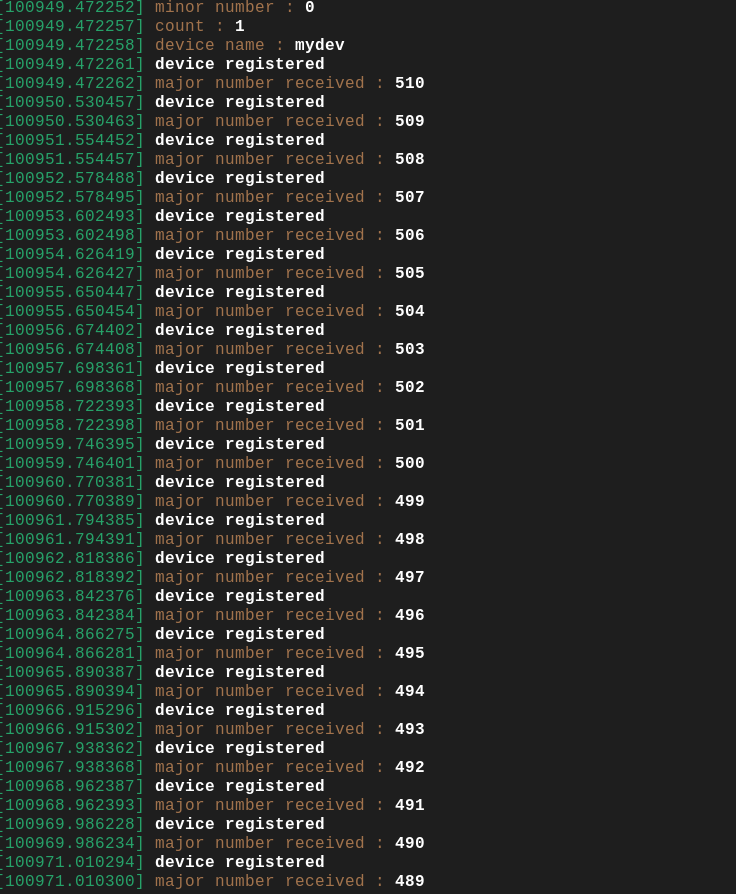 [100949.472252] minor number : 0
[100949.472257] count : 1
[100949.472258] device name : mydev
[100949.472261] device registered
[100949.472262] major number received : 510
[100950.530457] device registered
[100950.530463] major number received : 509
[100951.554452] device registered
[100951.554457] major number received : 508
[100952.578488] device registered
[100952.578495] major number received : 507
[100953.602493] device registered
[100953.602498] major number received : 506
[100954.626419] device registered
[100954.626427] major number received : 505
[100955.650447] device registered
[100955.650454] major number received : 504
[100956.674402] device registered
[100956.674408] major number received : 503
[100957.698361] device registered
[100957.698368] major number received : 502
[100958.722393] device registered
[100958.722398] major number received : 501
[100959.746395] device registered
[100959.746401] major number received : 500
[100960.770381] device registered
[100960.770389] major number received : 499
[100961.794385] device registered
[100961.794391] major number received : 498
[100962.818386] device registered
[100962.818392] major number received : 497
[100963.842376] device registered
[100963.842384] major number received : 496
[100964.866275] device registered
[100964.866281] major number received : 495
[100965.890387] device registered
[100965.890394] major number received : 494
[100966.915296] device registered
[100966.915302] major number received : 493
[100967.938362] device registered
[100967.938368] major number received : 492
[100968.962387] device registered
[100968.962393] major number received : 491
[100969.986228] device registered
[100969.986234] major number received : 490
[100971.010294] device registered
[100971.010300] major number received : 489